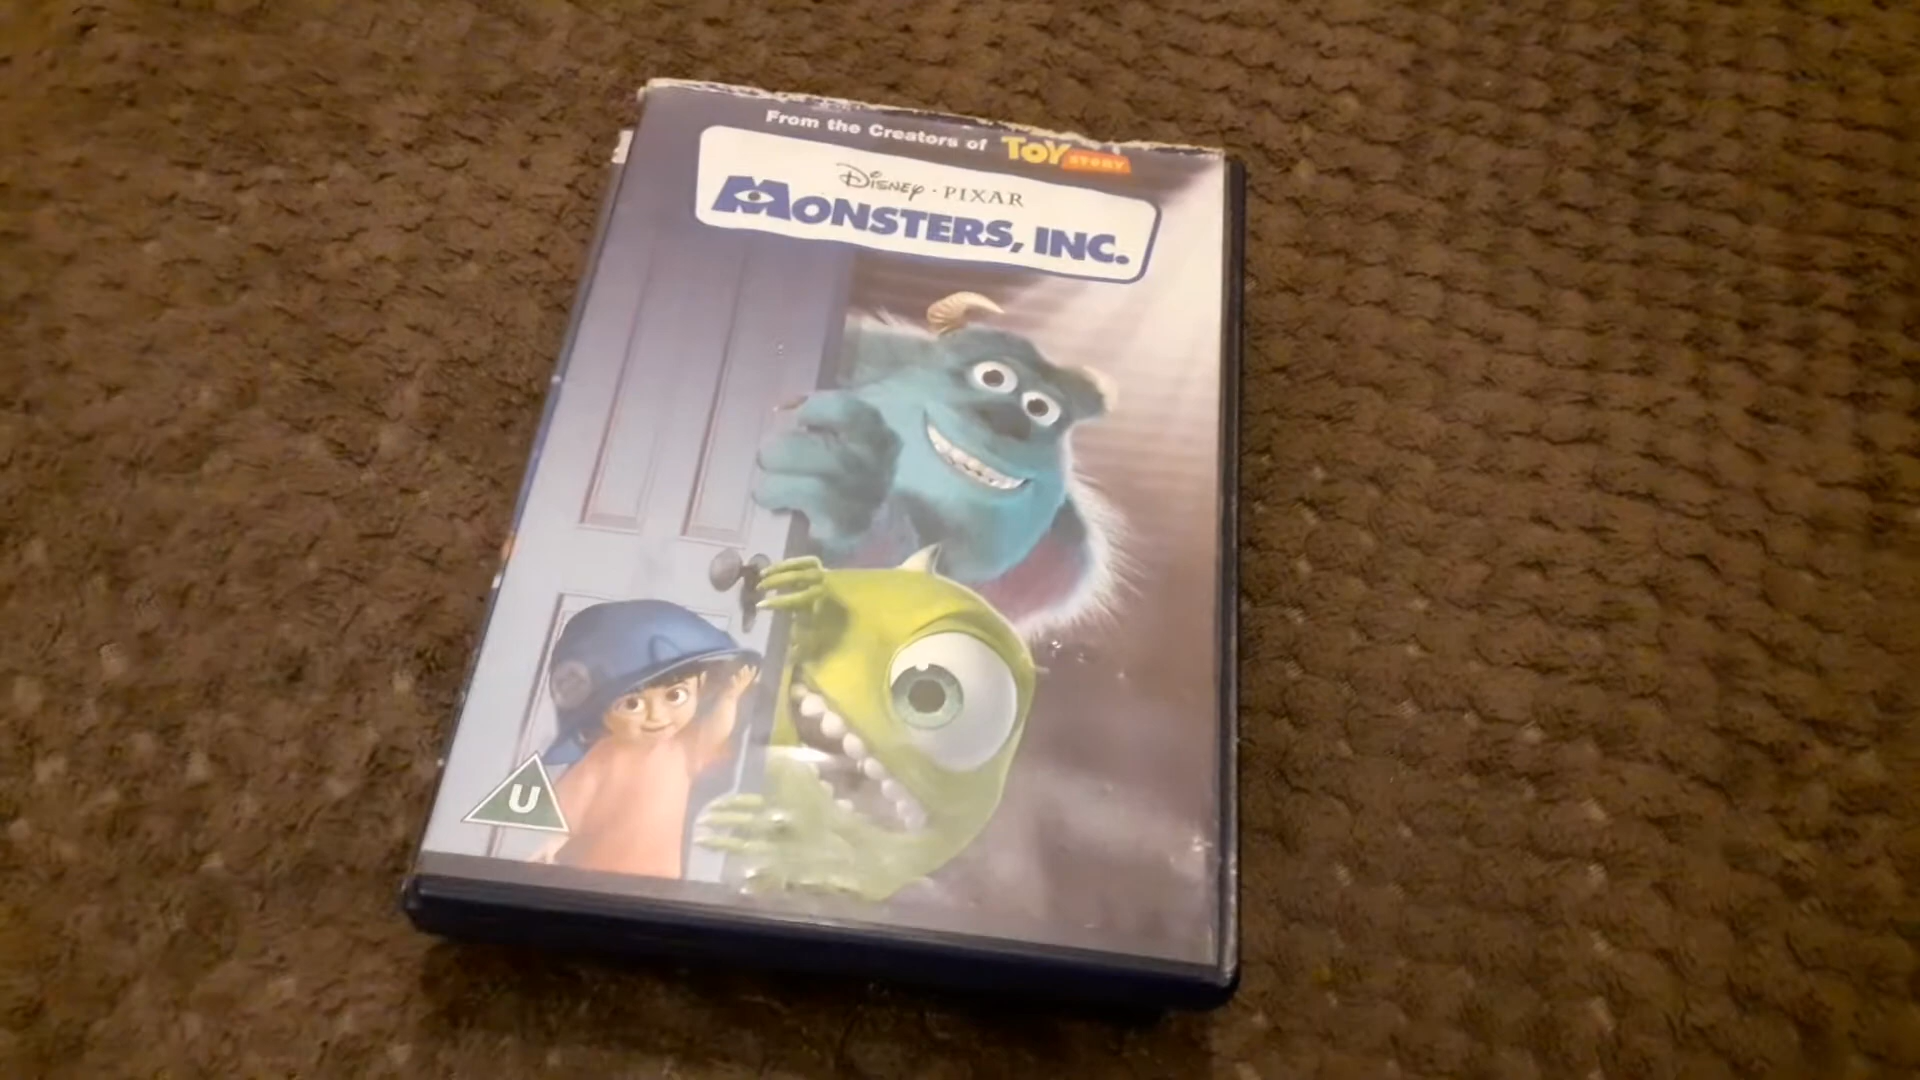 From the Creators of TOY STORY
DISNEY · PIXAR
MONSTERS, INC.
U